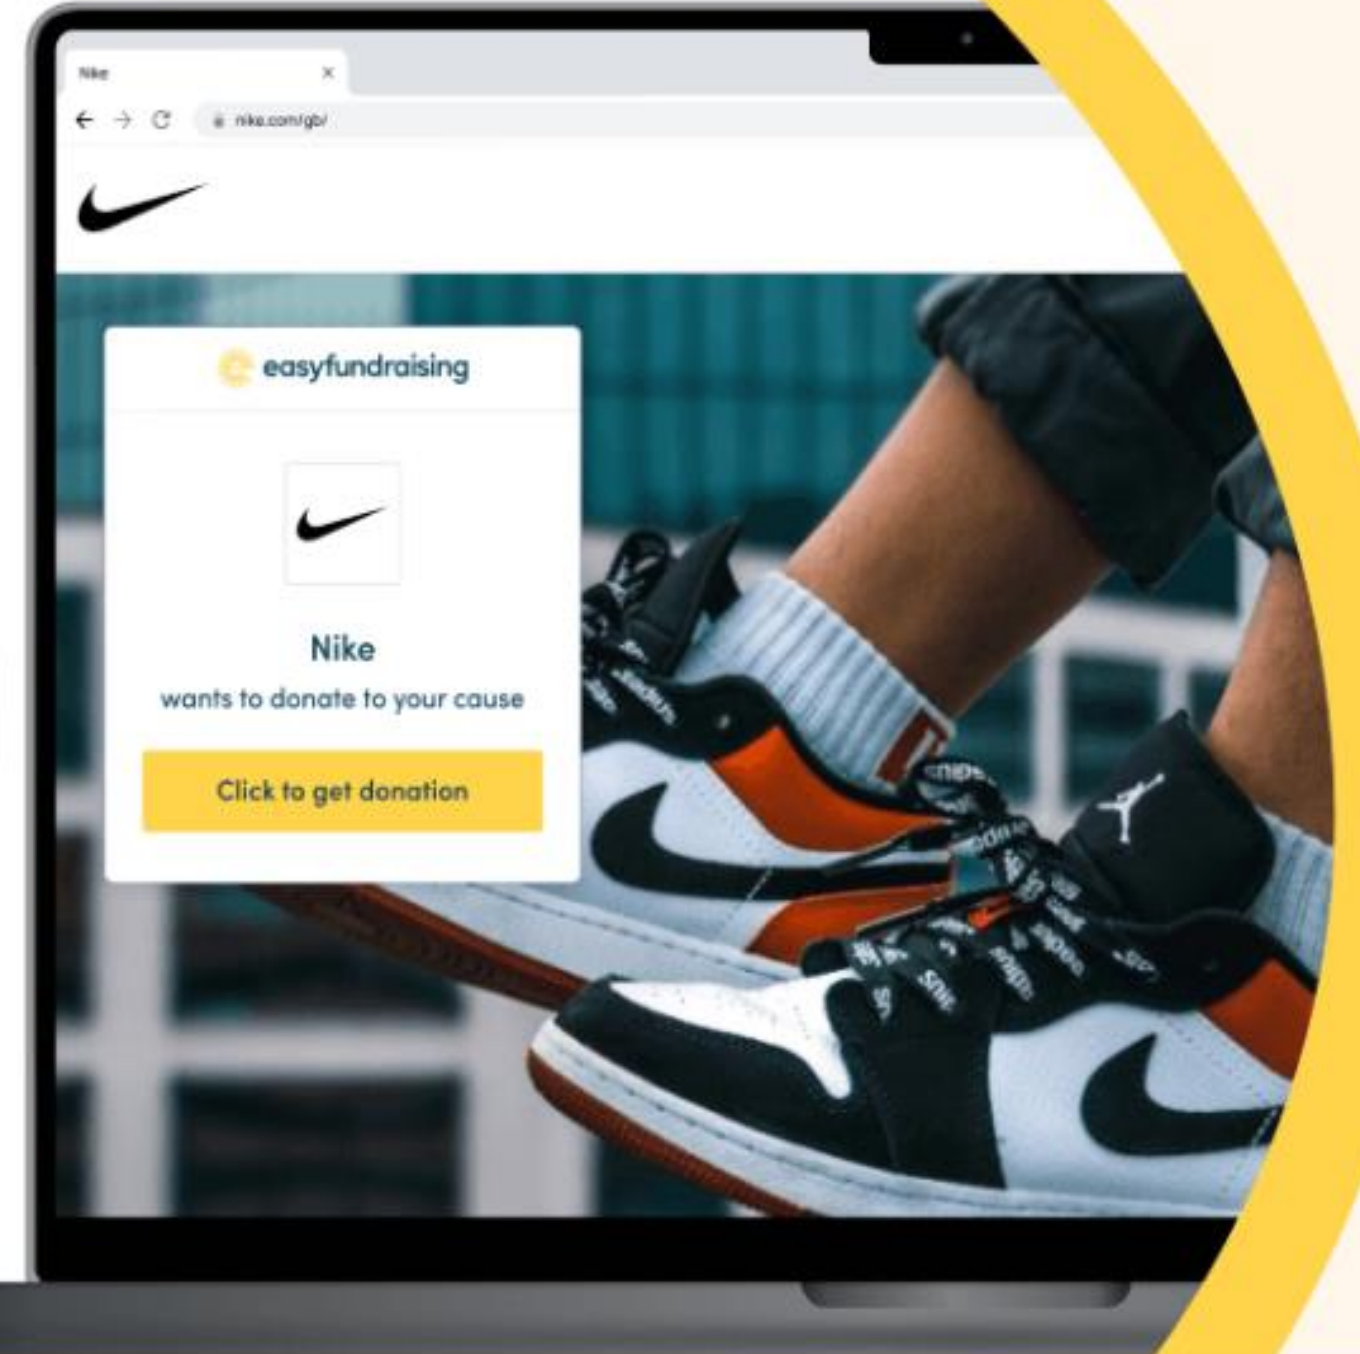 Nike
nike.com/gb/
easyfundraising
Nike
wants to donate to your cause
Click to get donation